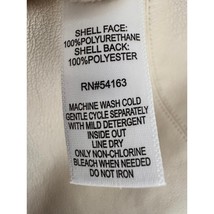 SHELL FACE:
100%POLYURETHANE
SHELL BACK:
100%POLYESTER
RN#54163
MACHINE WASH COLD
GENTLE CYCLE SEPARATELY
WITH MILD DETERGENT
INSIDE OUT
LINE DRY
ONLY NON-CHLORINE
BLEACH WHEN NEEDED
DO NOT IRON